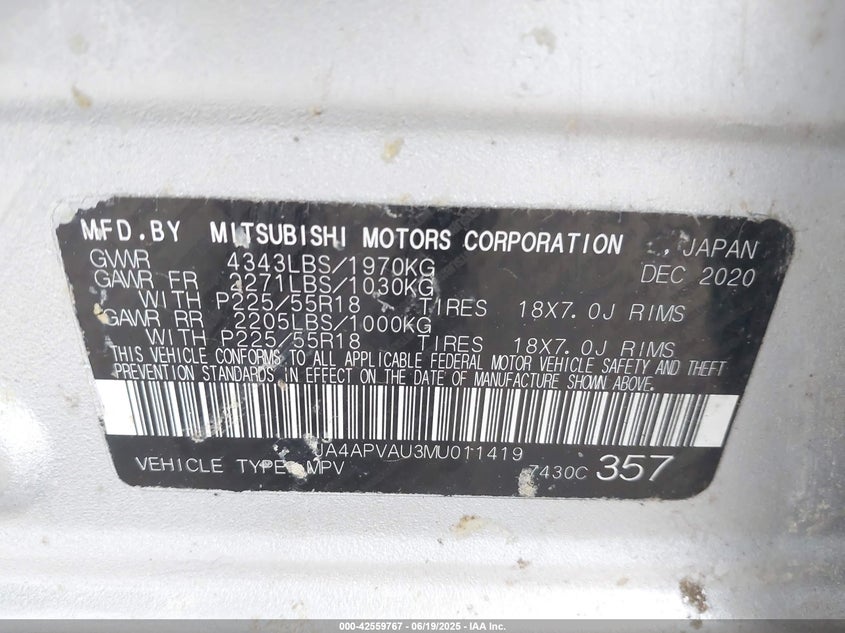 MFD.BY MITSUBISHI MOTORS CORPORATION , JAPAN
GVWR 4343LBS/1970KG DEC 2020
GAWR FR 2271LBS/1030KG
WITH P225/55R18 TIRES 18X7.0J RIMS
GAWR RR 2205LBS/1000KG
WITH P225/55R18 TIRES 18X7.0J RIMS
THIS VEHICLE CONFORMS TO ALL APPLICABLE FEDERAL MOTOR VEHICLE SAFETY AND THEFT
PREVENTION STANDARDS IN EFFECT ON THE DATE OF MANUFACTURE SHOWN ABOVE.
JA4APVAU3MU011419
VEHICLE TYPE: MPV 7430C 357
000-42559767 - 06/19/2025 - IAA Inc.